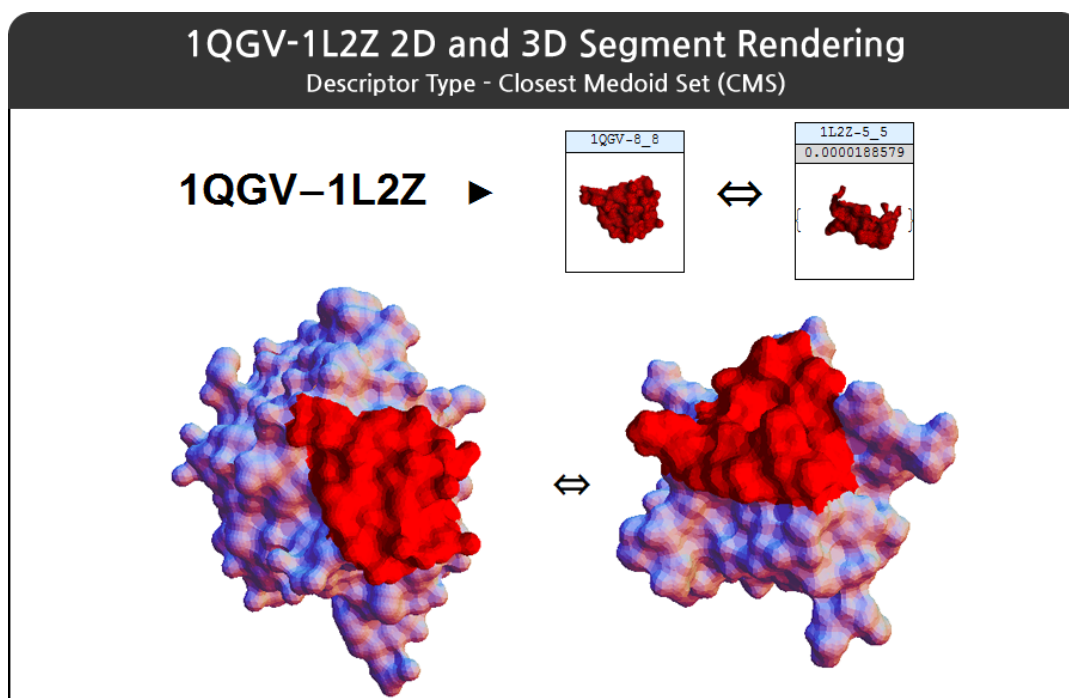 1QGV-1L2Z 2D and 3D Segment Rendering
Descriptor Type - Closest Medoid Set (CMS)
1QGV–1L2Z ► 1QGV-8_8 ⇔ 1L2Z-5_5
0.0000188579
{ }
⇔